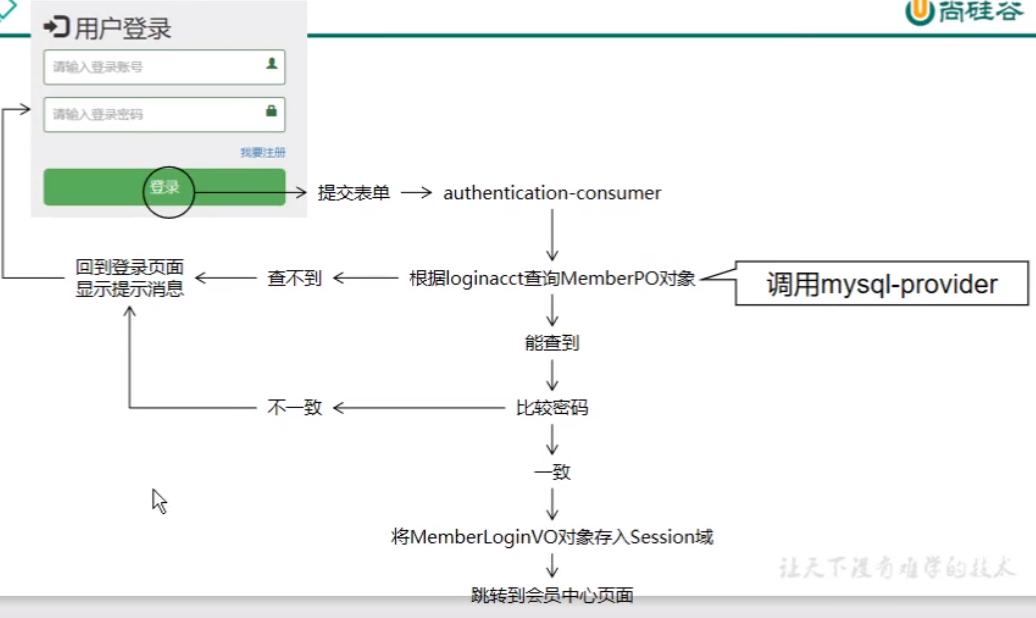 尚硅谷
用户登录
请输入登录账号
请输入登录密码
我要注册
登录
提交表单
authentication-consumer
根据loginacct查询MemberPO对象
调用mysql-provider
查不到
回到登录页面
显示提示消息
能查到
比较密码
不一致
一致
将MemberLoginVO对象存入Session域
跳转到会员中心页面
让天下没有难学的技术